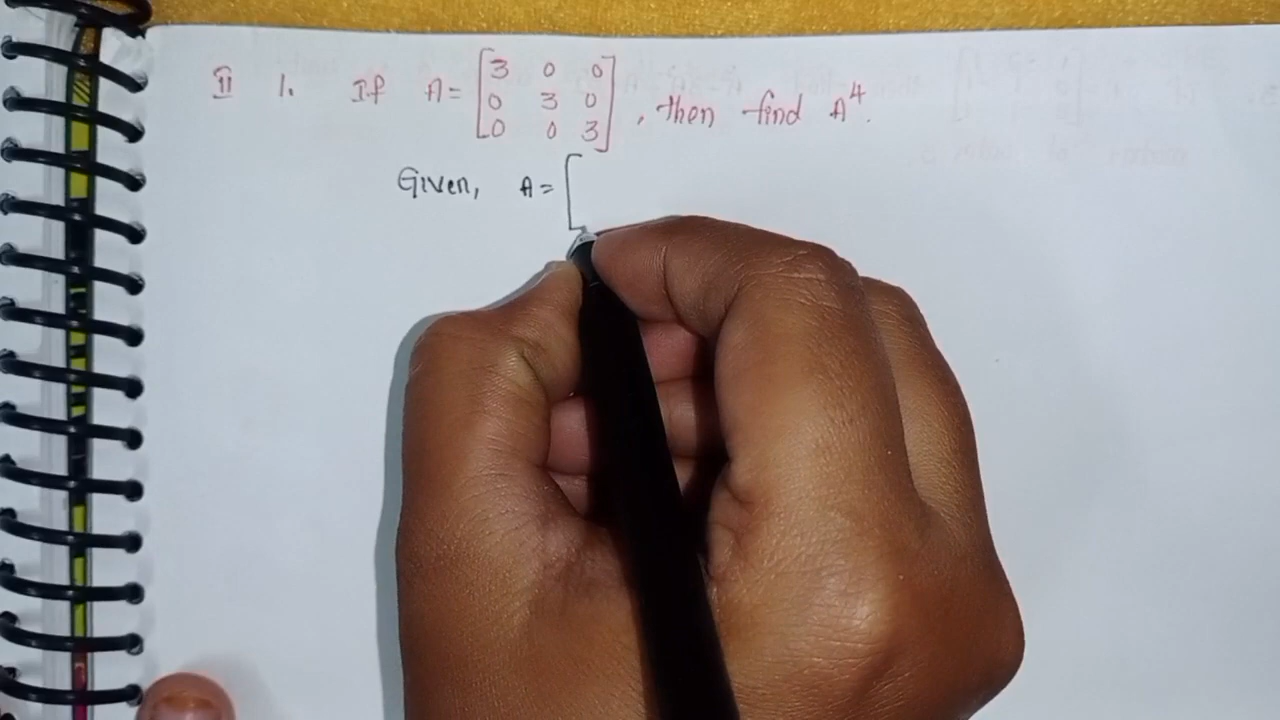 II 1. If A = [3 0 0
0 3 0
0 0 3], then find A⁴.
Given, A = [